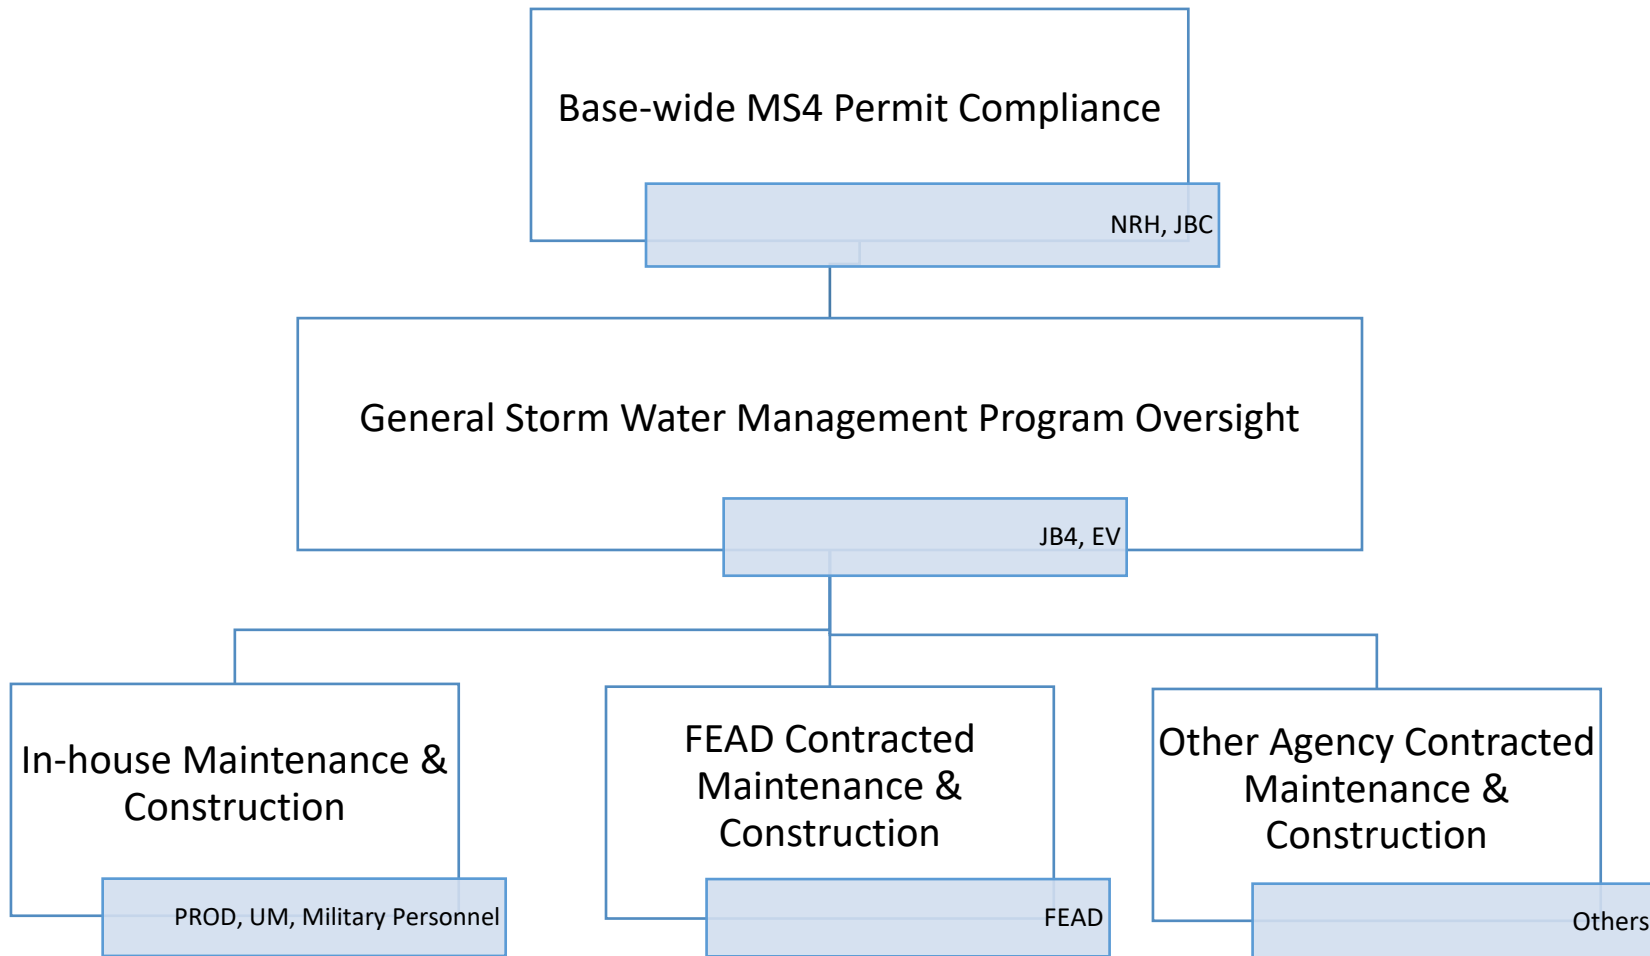 Base-wide MS4 Permit Compliance
NRH, JBC
General Storm Water Management Program Oversight
JB4, EV
In-house Maintenance &
Construction
PROD, UM, Military Personnel
FEAD Contracted
Maintenance &
Construction
FEAD
Other Agency Contracted
Maintenance &
Construction
Others